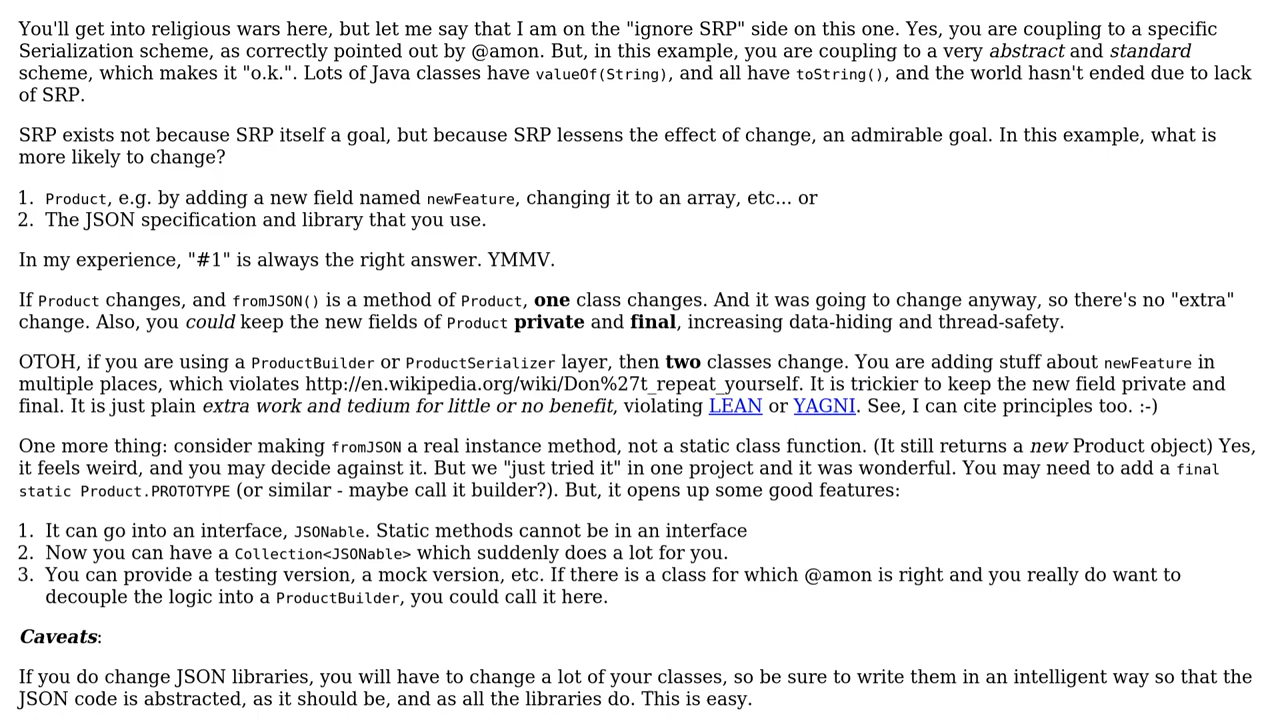 You'll get into religious wars here, but let me say that I am on the "ignore SRP" side on this one. Yes, you are coupling to a specific
Serialization scheme, as correctly pointed out by @amon. But, in this example, you are coupling to a very abstract and standard
scheme, which makes it "o.k.". Lots of Java classes have valueOf(String), and all have toString(), and the world hasn't ended due to lack
of SRP.
SRP exists not because SRP itself a goal, but because SRP lessens the effect of change, an admirable goal. In this example, what is
more likely to change?
1. Product, e.g. by adding a new field named newFeature, changing it to an array, etc... or
2. The JSON specification and library that you use.
In my experience, "#1" is always the right answer. YMMV.
If Product changes, and fromJSON() is a method of Product, one class changes. And it was going to change anyway, so there's no "extra"
change. Also, you could keep the new fields of Product private and final, increasing data-hiding and thread-safety.
OTOH, if you are using a ProductBuilder or ProductSerializer layer, then two classes change. You are adding stuff about newFeature in
multiple places, which violates http://en.wikipedia.org/wiki/Don%27t_repeat_yourself. It is trickier to keep the new field private and
final. It is just plain extra work and tedium for little or no benefit, violating LEAN or YAGNI. See, I can cite principles too. :-)
One more thing: consider making fromJSON a real instance method, not a static class function. (It still returns a new Product object) Yes,
it feels weird, and you may decide against it. But we "just tried it" in one project and it was wonderful. You may need to add a final
static Product.PROTOTYPE (or similar - maybe call it builder?). But, it opens up some good features:
1. It can go into an interface, JSONable. Static methods cannot be in an interface
2. Now you can have a Collection<JSONable> which suddenly does a lot for you.
3. You can provide a testing version, a mock version, etc. If there is a class for which @amon is right and you really do want to
decouple the logic into a ProductBuilder, you could call it here.
Caveats:
If you do change JSON libraries, you will have to change a lot of your classes, so be sure to write them in an intelligent way so that the
JSON code is abstracted, as it should be, and as all the libraries do. This is easy.